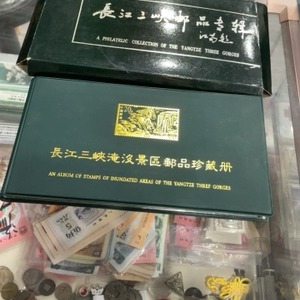 長江三峽郵品專輯
A PHILATELIC COLLECTION OF THE YANGTZE THREE GORGES
長江三峽淹沒景區郵品珍藏册
AN ALBUM OF STAMPS OF INUNDATED AREAS OF THE YANGTZE THREE GORGES